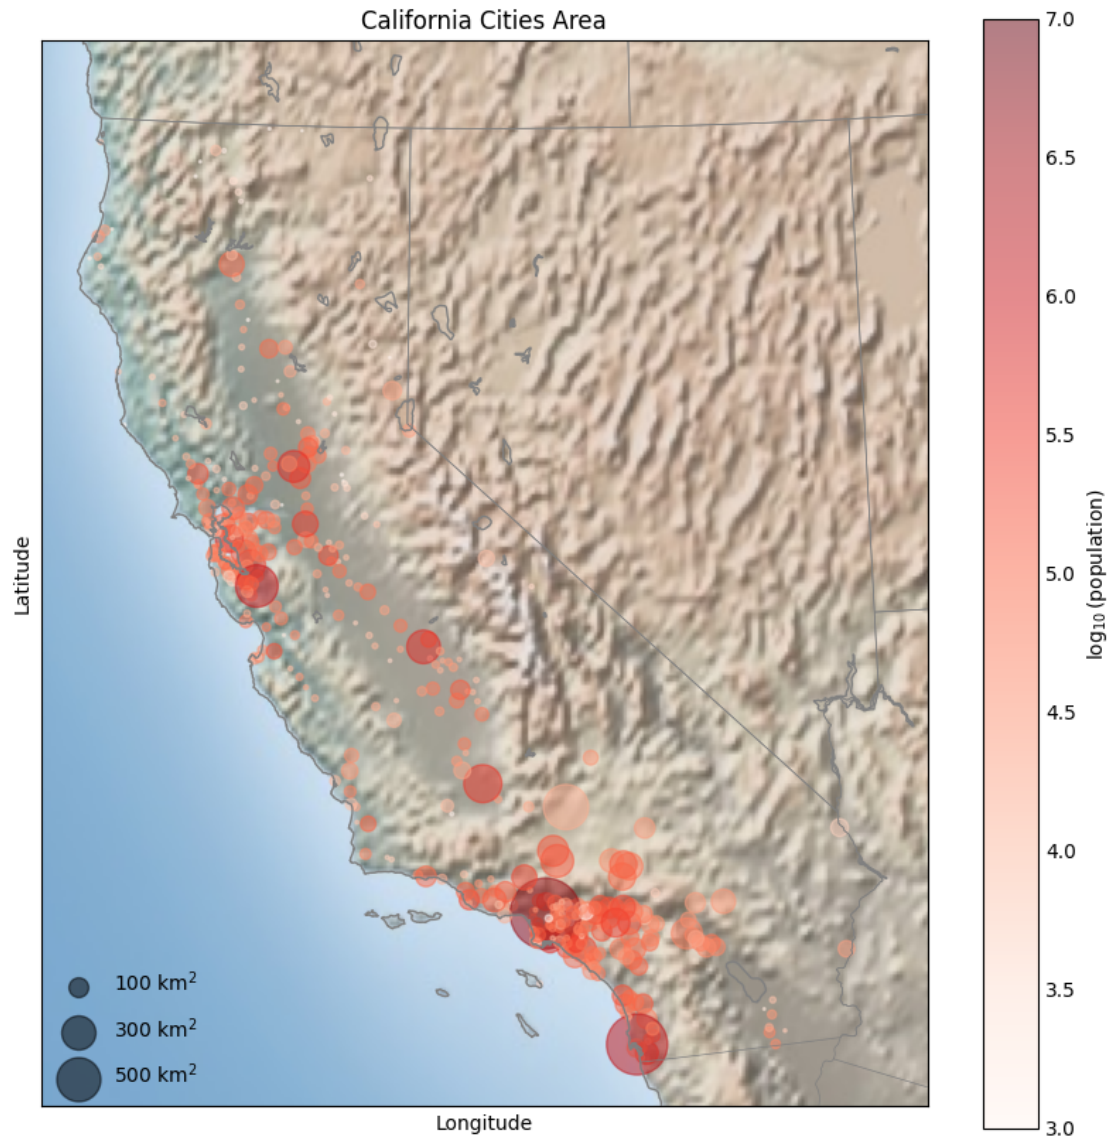 California Cities Area
Latitude
Longitude
100 km²
300 km²
500 km²
7.0
6.5
6.0
5.5
5.0
4.5
4.0
3.5
3.0
log₁₀ (population)